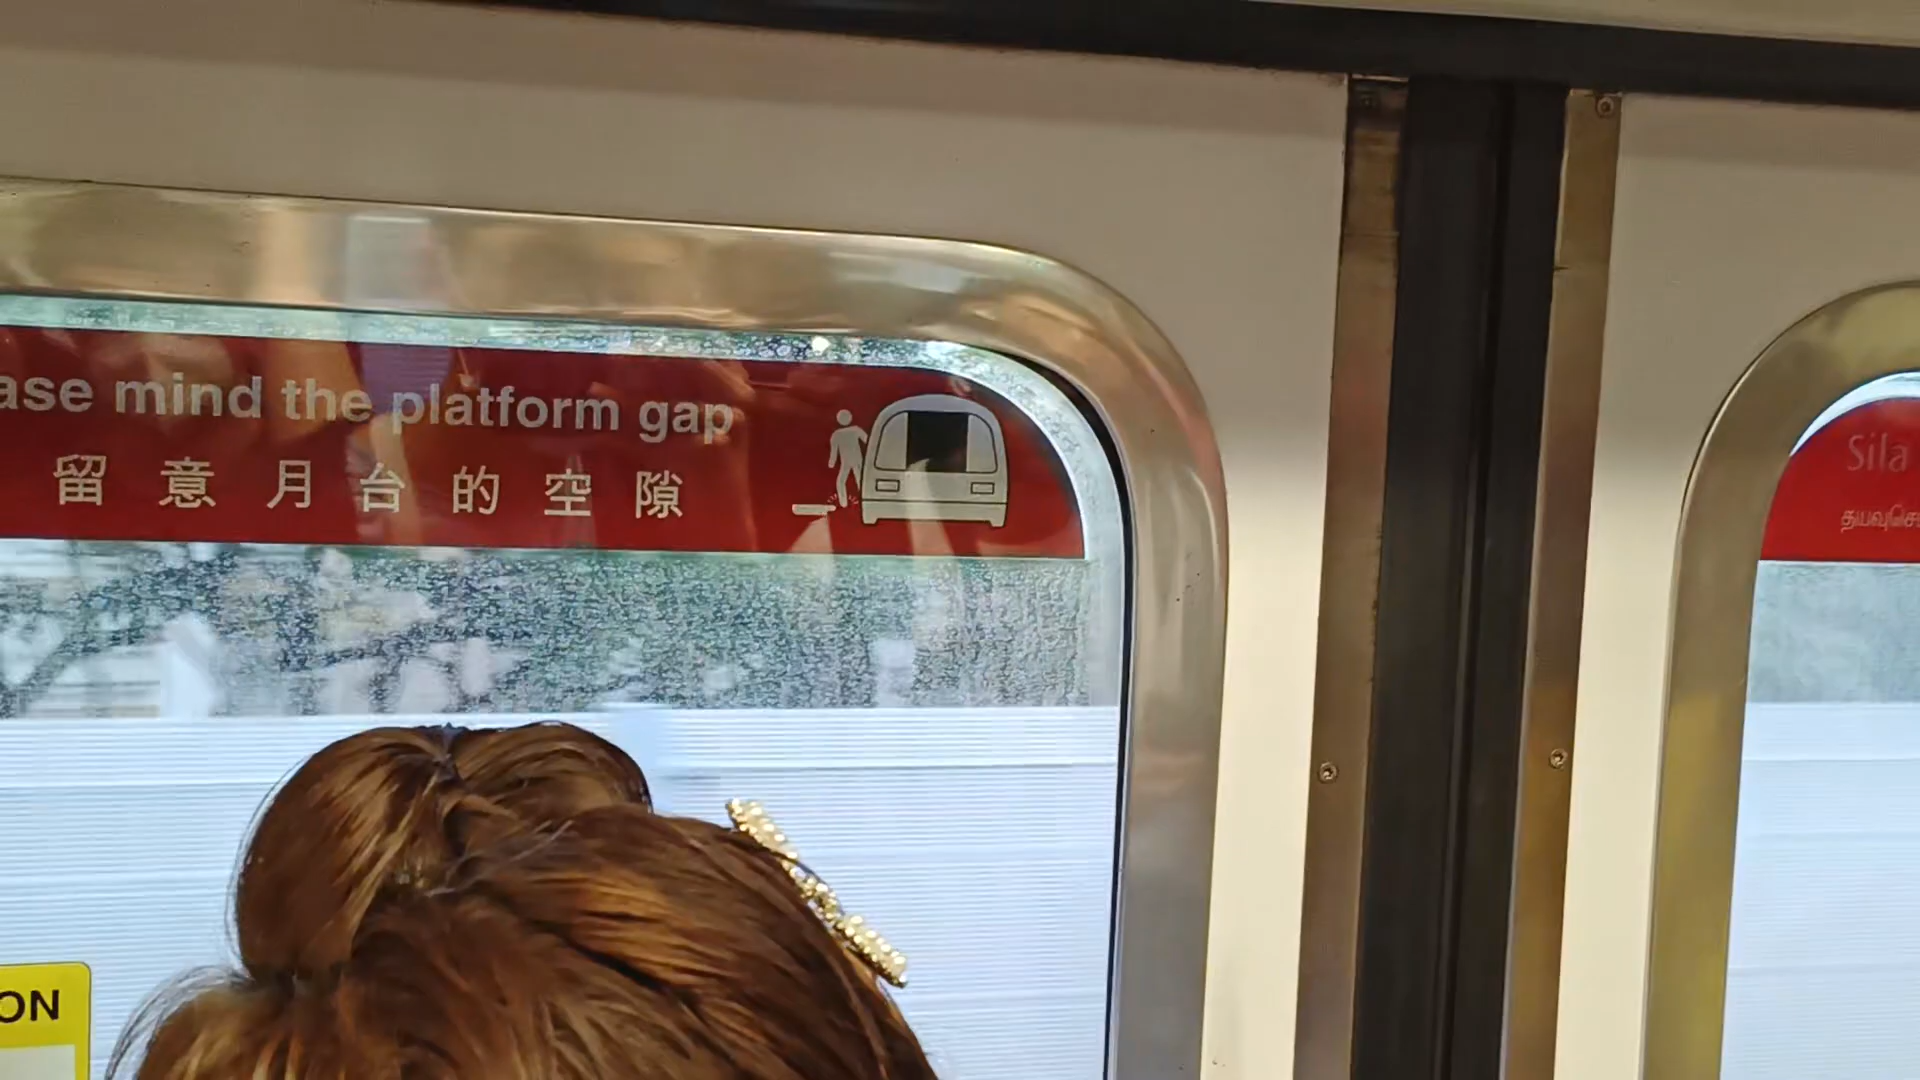 ase mind the platform gap
留意月台的空隙
Sila
ON